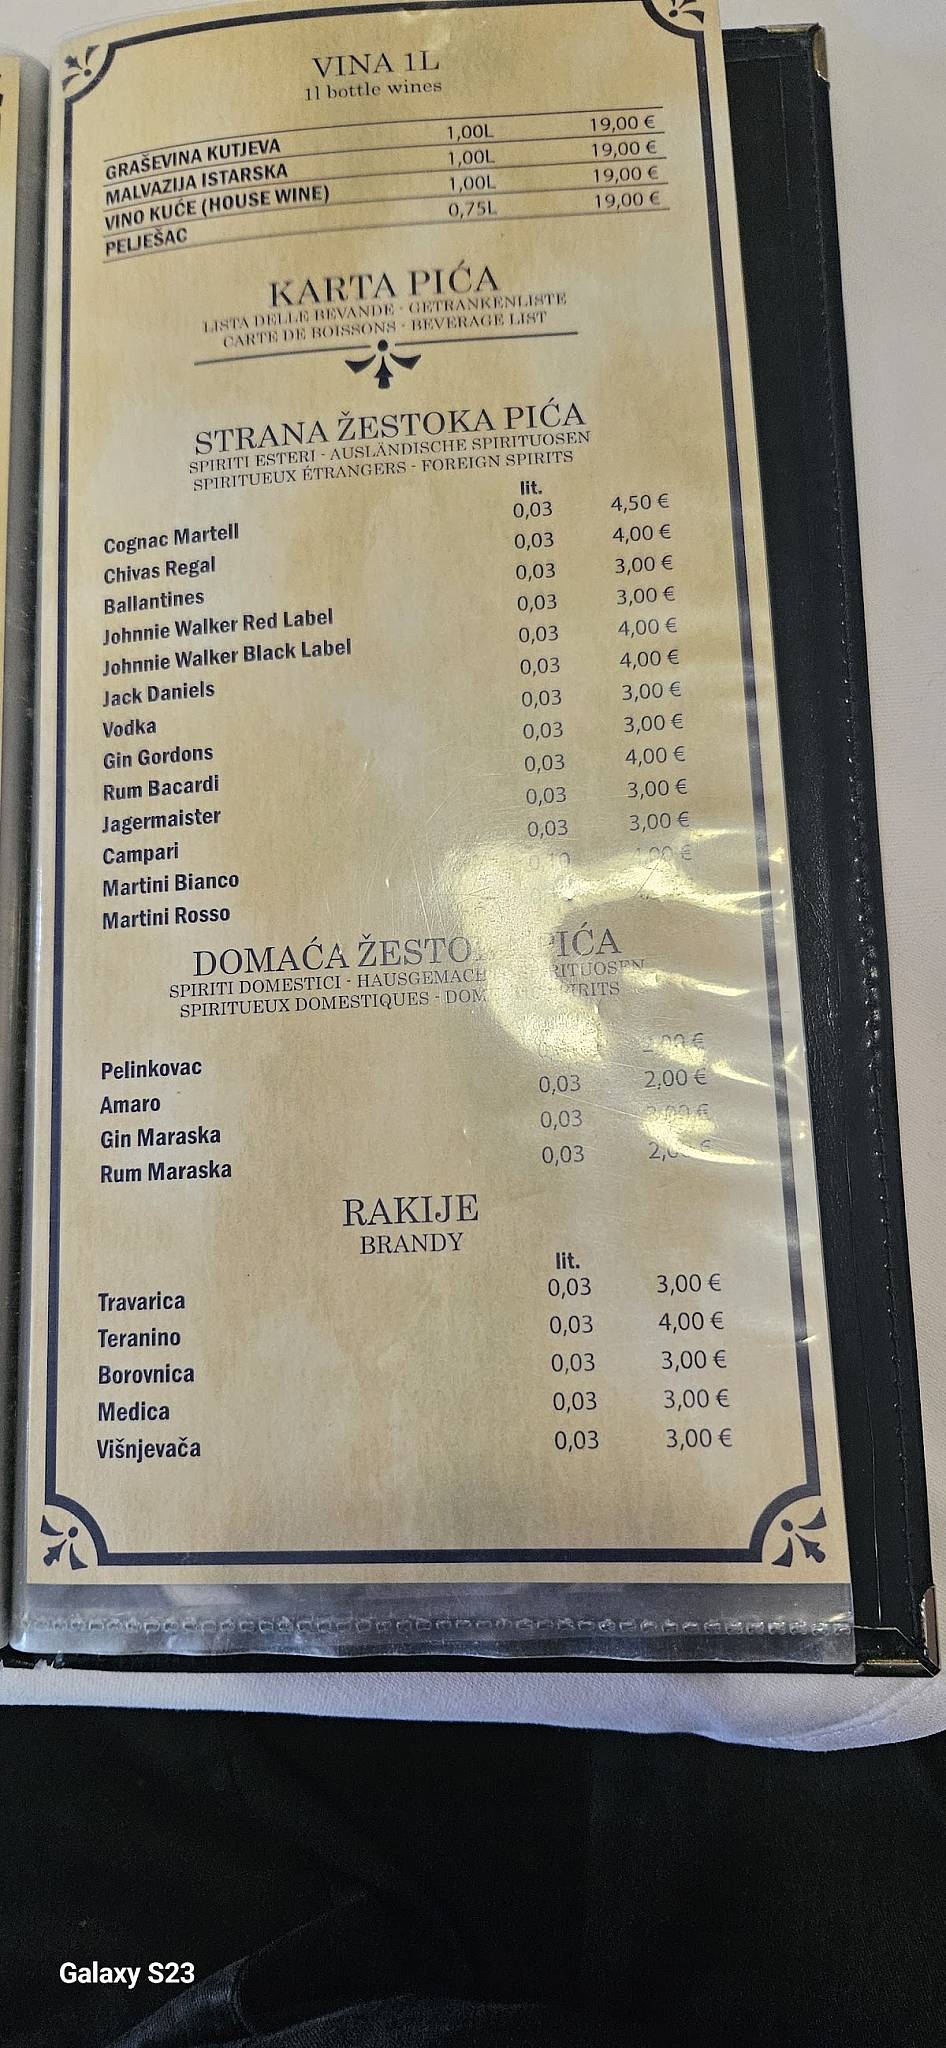 VINA 1L
1l bottle wines
GRAŠEVINA KUTJEVA 1,00L 19,00 €
MALVAZIJA ISTARSKA 1,00L 19,00 €
VINO KUĆE (HOUSE WINE) 1,00L 19,00 €
PELJEŠAC 0,75L 19,00 €
KARTA PIĆA
LISTA DELLE BEVANDE - GETRANKENLISTE
CARTE DE BOISSONS - BEVERAGE LIST
STRANA ŽESTOKA PIĆA
SPIRITI ESTERI - AUSLÄNDISCHE SPIRITUOSEN
SPIRITUEUX ÉTRANGERS - FOREIGN SPIRITS
lit.
Cognac Martell 0,03 4,50 €
Chivas Regal 0,03 4,00 €
Ballantines 0,03 3,00 €
Johnnie Walker Red Label 0,03 3,00 €
Johnnie Walker Black Label 0,03 4,00 €
Jack Daniels 0,03 4,00 €
Vodka 0,03 3,00 €
Gin Gordons 0,03 3,00 €
Rum Bacardi 0,03 4,00 €
Jagermaister 0,03 3,00 €
Campari 0,03 3,00 €
Martini Bianco 0,10 4,00 €
Martini Rosso
DOMAĆA PIĆA
SPIRITI DOMESTICI -
SPIRITUEUX DOMESTIQUES -
Pelinkovac 2,00 €
Amaro 0,03 2,00 €
Gin Maraska 0,03
Rum Maraska 0,03
RAKIJE
BRANDY
lit.
Travarica 0,03 3,00 €
Teranino 0,03 4,00 €
Borovnica 0,03 3,00 €
Medica 0,03 3,00 €
Višnjevača 0,03 3,00 €
Galaxy S23